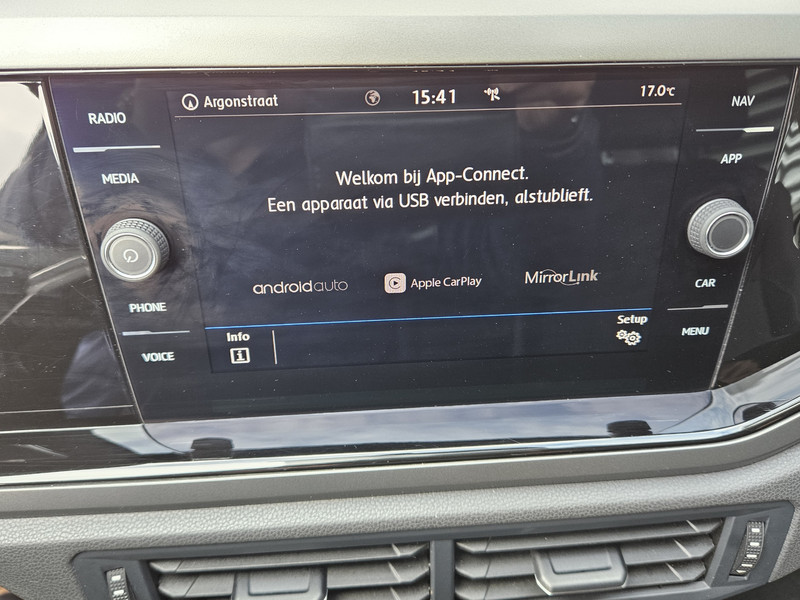 RADIO
MEDIA
PHONE
VOICE
Argonstraat 15:41 17.0°C
Welkom bij App-Connect.
Een apparaat via USB verbinden, alstublieft.
androidauto Apple CarPlay MirrorLink
Info Setup
NAV
APP
CAR
MENU